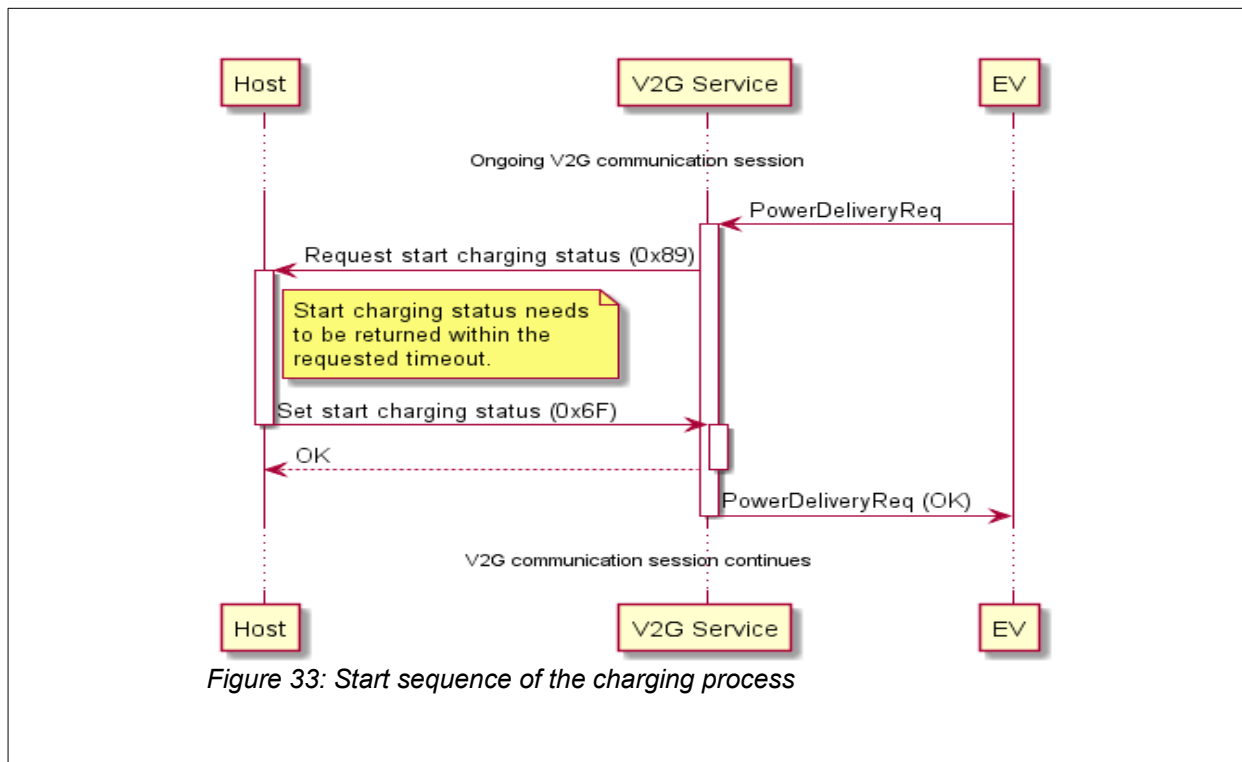 Host
V2G Service
EV
Ongoing V2G communication session
PowerDeliveryReq
Request start charging status (0x89)
Start charging status needs
to be returned within the
requested timeout.
Set start charging status (0x6F)
OK
PowerDeliveryReq (OK)
V2G communication session continues
Host
V2G Service
EV
Figure 33: Start sequence of the charging process